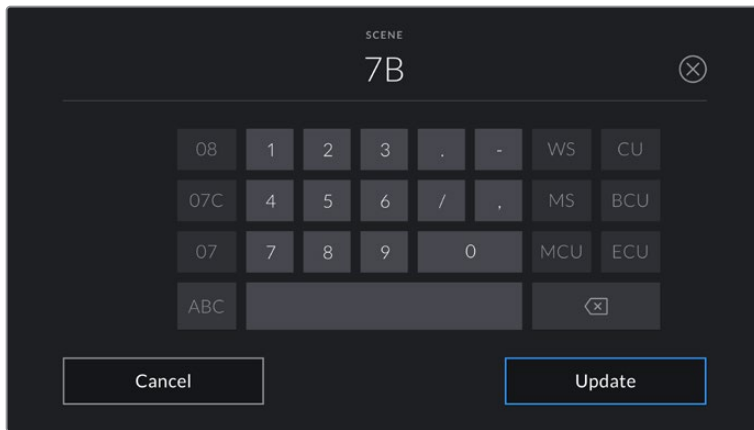 SCENE
7B
08 1 2 3 . - WS CU
07C 4 5 6 / , MS BCU
07 7 8 9 0 MCU ECU
ABC
Cancel Update